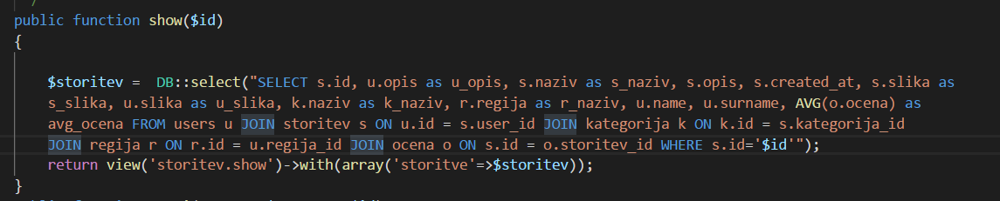 /
public function show($id)
{
$storitev =  DB::select("SELECT s.id, u.opis as u_opis, s.naziv as s_naziv, s.opis, s.created_at, s.slika as
s_slika, u.slika as u_slika, k.naziv as k_naziv, r.regija as r_naziv, u.name, u.surname, AVG(o.ocena) as
avg_ocena FROM users u JOIN storitev s ON u.id = s.user_id JOIN kategorija k ON k.id = s.kategorija_id
JOIN regija r ON r.id = u.regija_id JOIN ocena o ON s.id = o.storitev_id WHERE s.id='$id'");
return view('storitev.show')->with(array('storitve'=>$storitev));
}